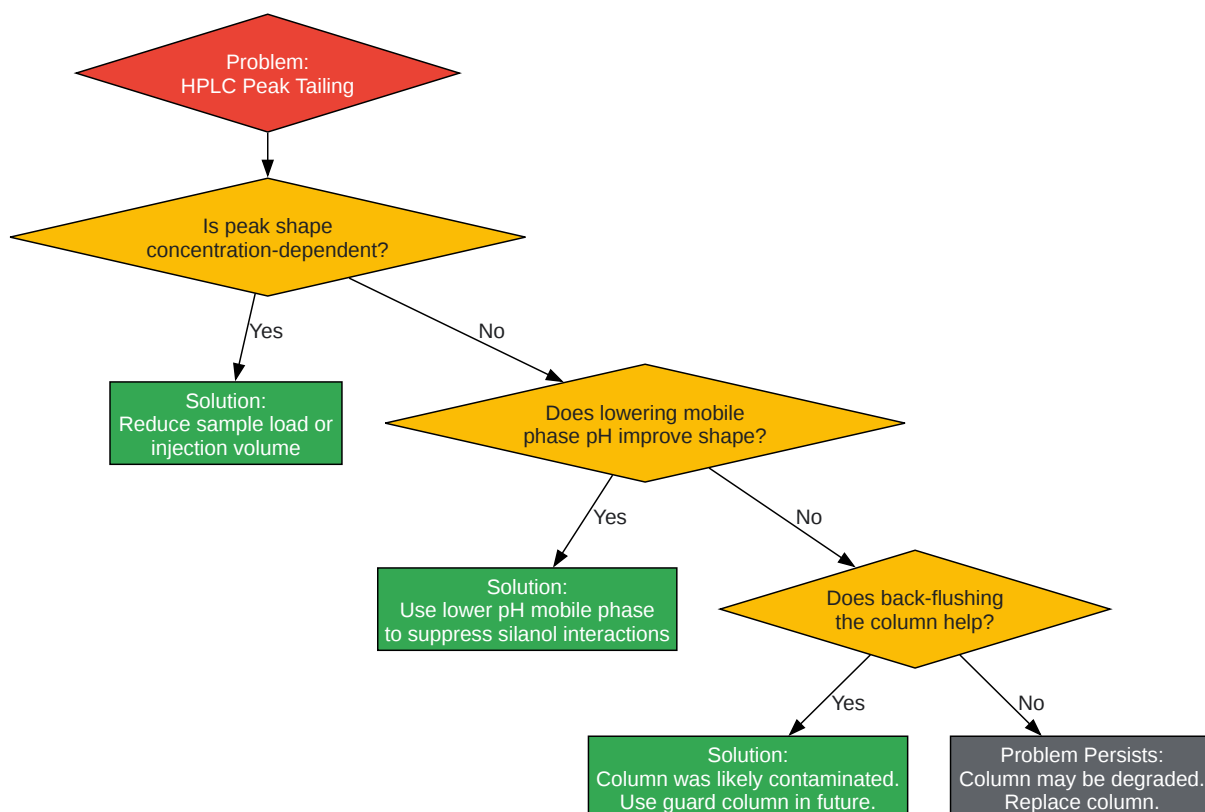 Problem:
HPLC Peak Tailing
Is peak shape
concentration-dependent?
Yes
No
Solution:
Reduce sample load or
injection volume
Does lowering mobile
phase pH improve shape?
Yes
No
Solution:
Use lower pH mobile phase
to suppress silanol interactions
Does back-flushing
the column help?
Yes
No
Solution:
Column was likely contaminated.
Use guard column in future.
Problem Persists:
Column may be degraded.
Replace column.